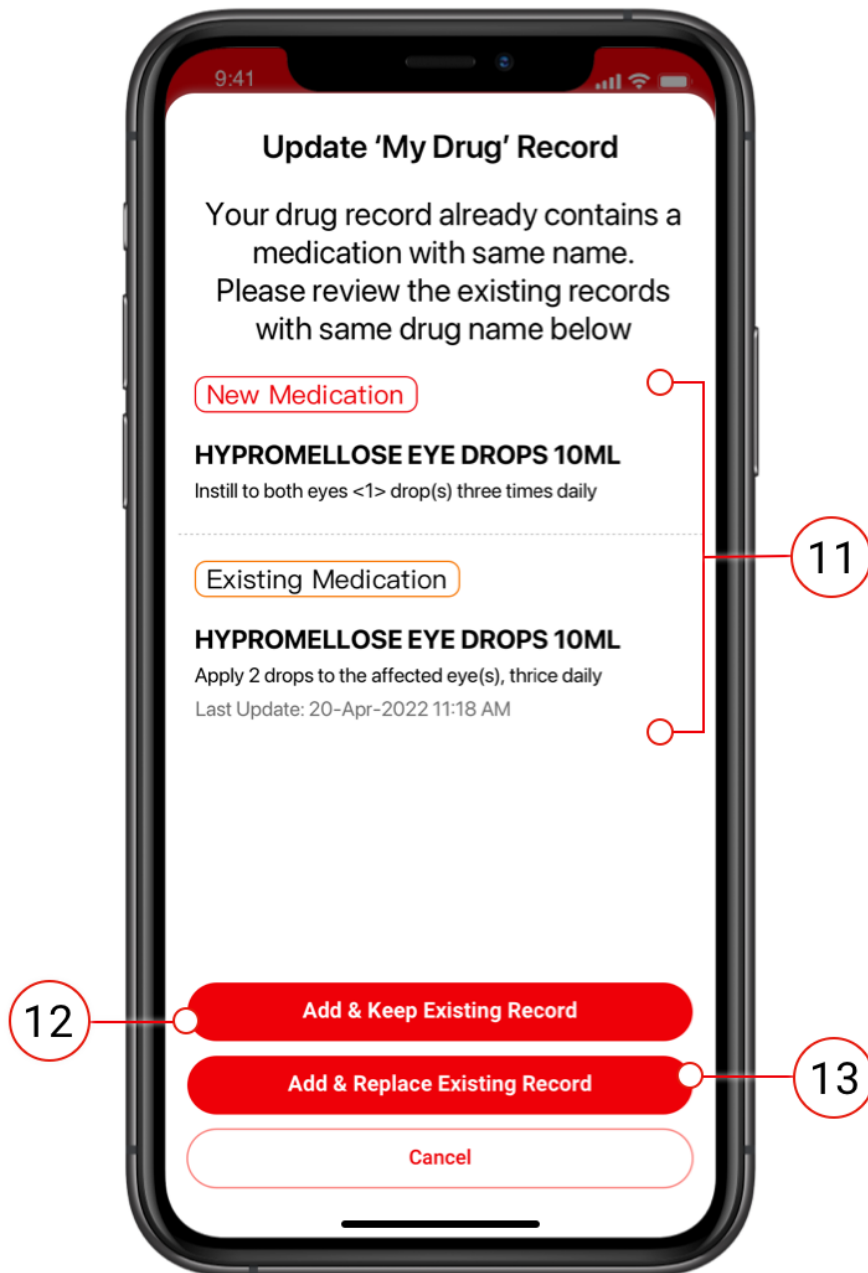 9:41
Update ‘My Drug’ Record
Your drug record already contains a
medication with same name.
Please review the existing records
with same drug name below
New Medication
HYPROMELLOSE EYE DROPS 10ML
Instill to both eyes <1> drop(s) three times daily
11
Existing Medication
HYPROMELLOSE EYE DROPS 10ML
Apply 2 drops to the affected eye(s), thrice daily
Last Update: 20-Apr-2022 11:18 AM
12
Add & Keep Existing Record
Add & Replace Existing Record
13
Cancel